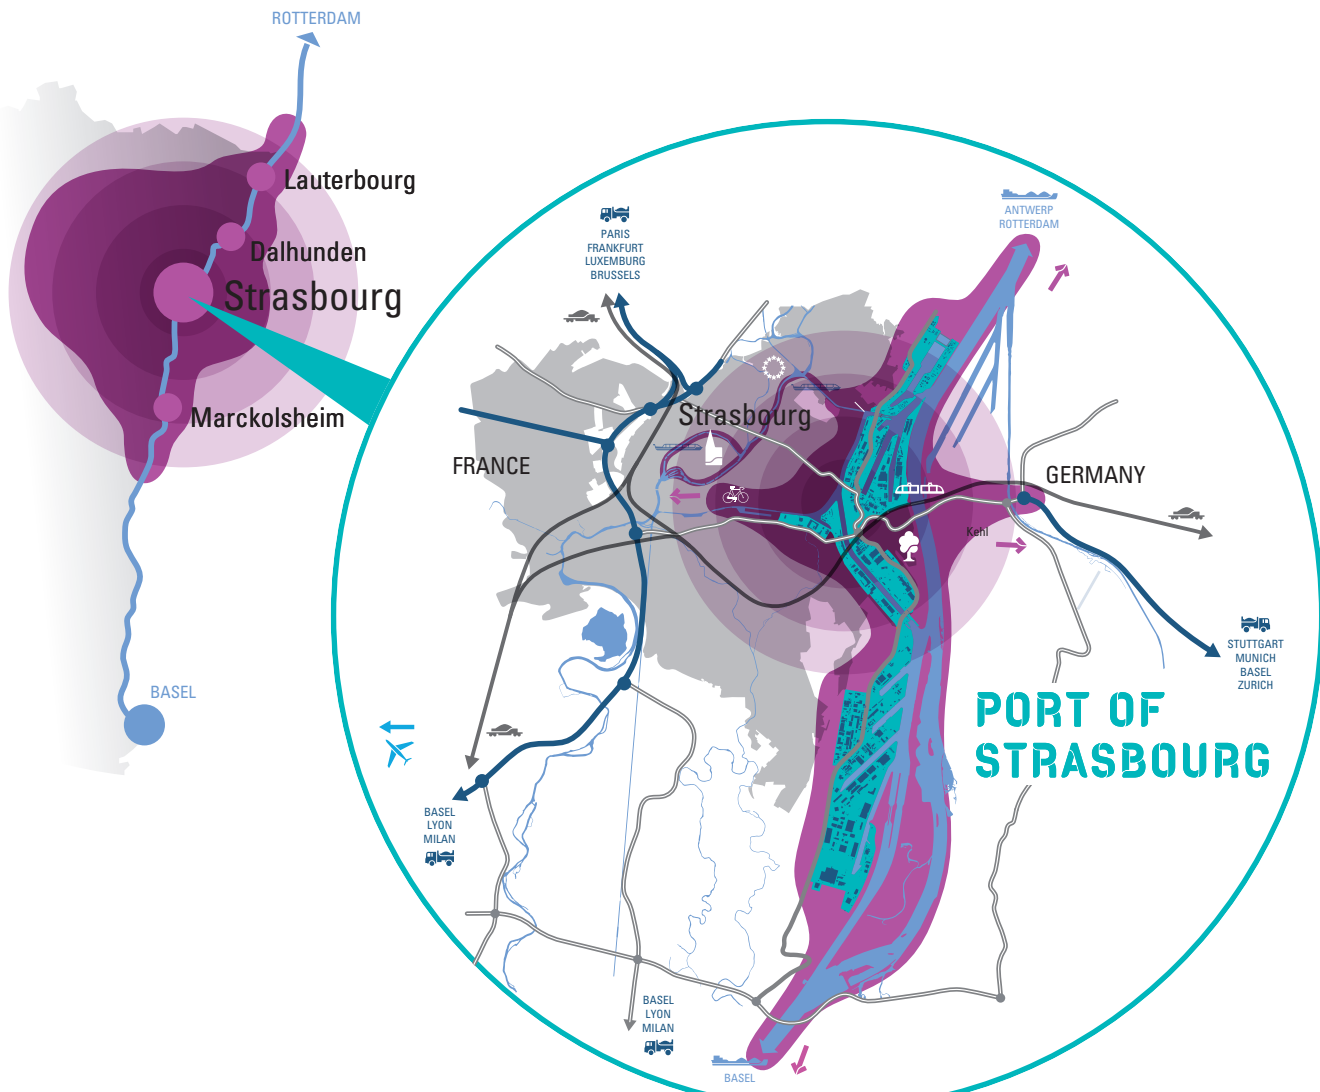 ROTTERDAM
Lauterbourg
Dalhunden
Strasbourg
Marckolsheim
BASEL
PARIS
FRANKFURT
LUXEMBURG
BRUSSELS
ANTWERP
ROTTERDAM
Strasbourg
FRANCE
GERMANY
Kehl
STUTTGART
MUNICH
BASEL
ZURICH
PORT OF
STRASBOURG
BASEL
LYON
MILAN
BASEL
LYON
MILAN
BASEL